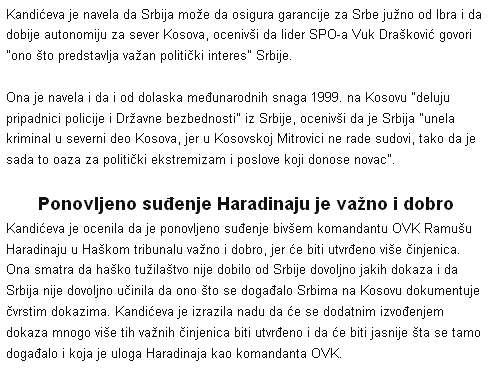 Kandićeva je navela da Srbija može da osigura garancije za Srbe južno od Ibra i da
dobije autonomiju za sever Kosova, ocenivši da lider SPO-a Vuk Drašković govori
"ono što predstavlja važan politički interes" Srbije.
Ona je navela i da i od dolaska međunarodnih snaga 1999. na Kosovu "deluju
pripadnici policije i Državne bezbednosti" iz Srbije, ocenivši da je Srbija "unela
kriminal u severni deo Kosova, jer u Kosovskoj Mitrovici ne rade sudovi, tako da je
sada to oaza za politički ekstremizam i poslove koji donose novac".
Ponovljeno suđenje Haradinaju je važno i dobro
Kandićeva je ocenila da je ponovljeno suđenje bivšem komandantu OVK Ramušu
Haradinaju u Haškom tribunalu važno i dobro, jer će biti utvrđeno više činjenica.
Ona smatra da haško tužilaštvo nije dobilo od Srbije dovoljno jakih dokaza i da
Srbija nije dovoljno učinila da ono što se događalo Srbima na Kosovu dokumentuje
čvrstim dokazima. Kandićeva je izrazila nadu da će se dodatnim izvođenjem
dokaza mnogo više tih važnih činjenica biti utvrđeno i da će biti jasnije šta se tamo
događalo i koja je uloga Haradinaja kao komandanta OVK.